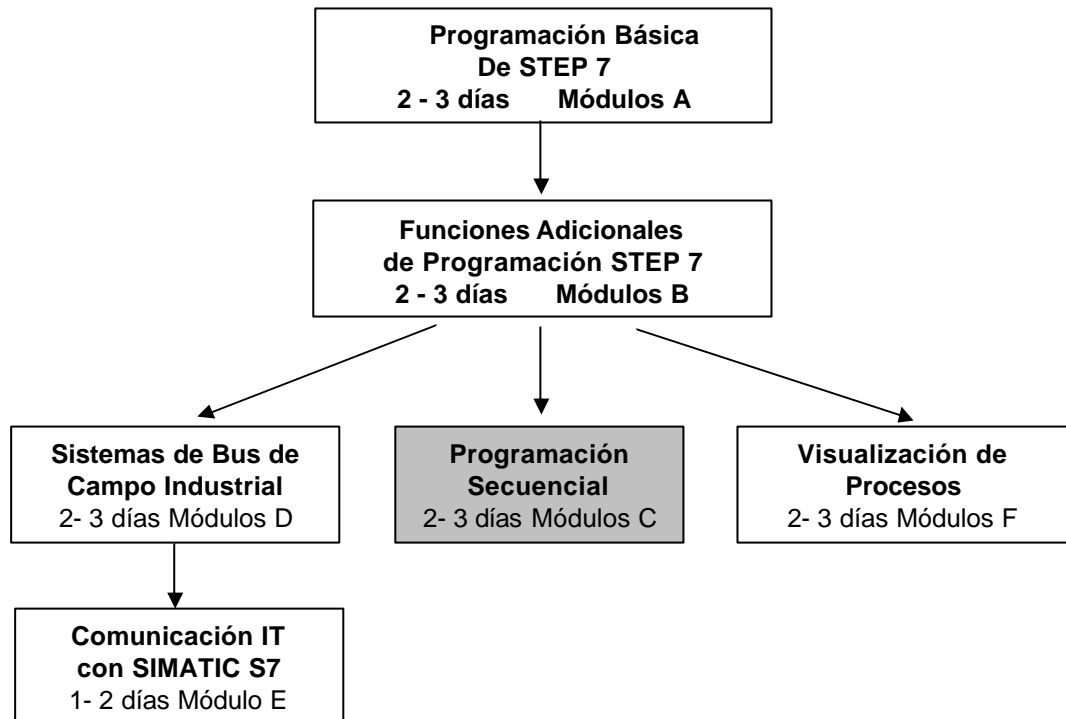 Programación Básica
De STEP 7
2 - 3 días Módulos A
Funciones Adicionales
de Programación STEP 7
2 - 3 días Módulos B
Sistemas de Bus de
Campo Industrial
2- 3 días Módulos D
Programación
Secuencial
2- 3 días Módulos C
Visualización de
Procesos
2- 3 días Módulos F
Comunicación IT
con SIMATIC S7
1- 2 días Módulo E